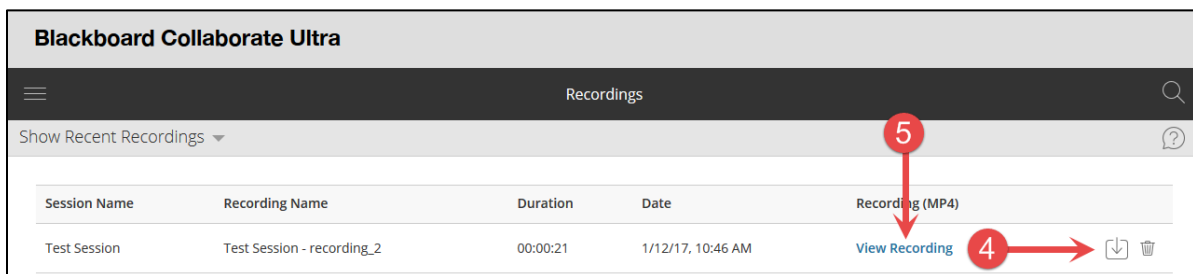 Blackboard Collaborate Ultra
Recordings
Show Recent Recordings
5
?
Session Name Recording Name Duration Date Recording (MP4)
Test Session Test Session - recording_2 00:00:21 1/12/17, 10:46 AM View Recording 4